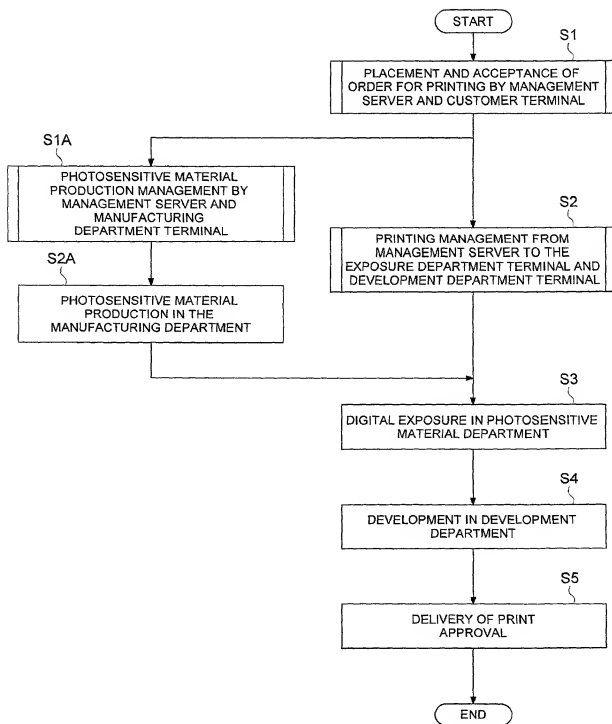 START
S1
PLACEMENT AND ACCEPTANCE OF
ORDER FOR PRINTING BY MANAGEMENT
SERVER AND CUSTOMER TERMINAL
S1A
PHOTOSENSITIVE MATERIAL
PRODUCTION MANAGEMENT BY
MANAGEMENT SERVER AND
MANUFACTURING
DEPARTMENT TERMINAL
S2
PRINTING MANAGEMENT FROM
MANAGEMENT SERVER TO THE
EXPOSURE DEPARTMENT TERMINAL AND
DEVELOPMENT DEPARTMENT TERMINAL
S2A
PHOTOSENSITIVE MATERIAL
PRODUCTION IN THE
MANUFACTURING DEPARTMENT
S3
DIGITAL EXPOSURE IN PHOTOSENSITIVE
MATERIAL DEPARTMENT
S4
DEVELOPMENT IN DEVELOPMENT
DEPARTMENT
S5
DELIVERY OF PRINT
APPROVAL
END